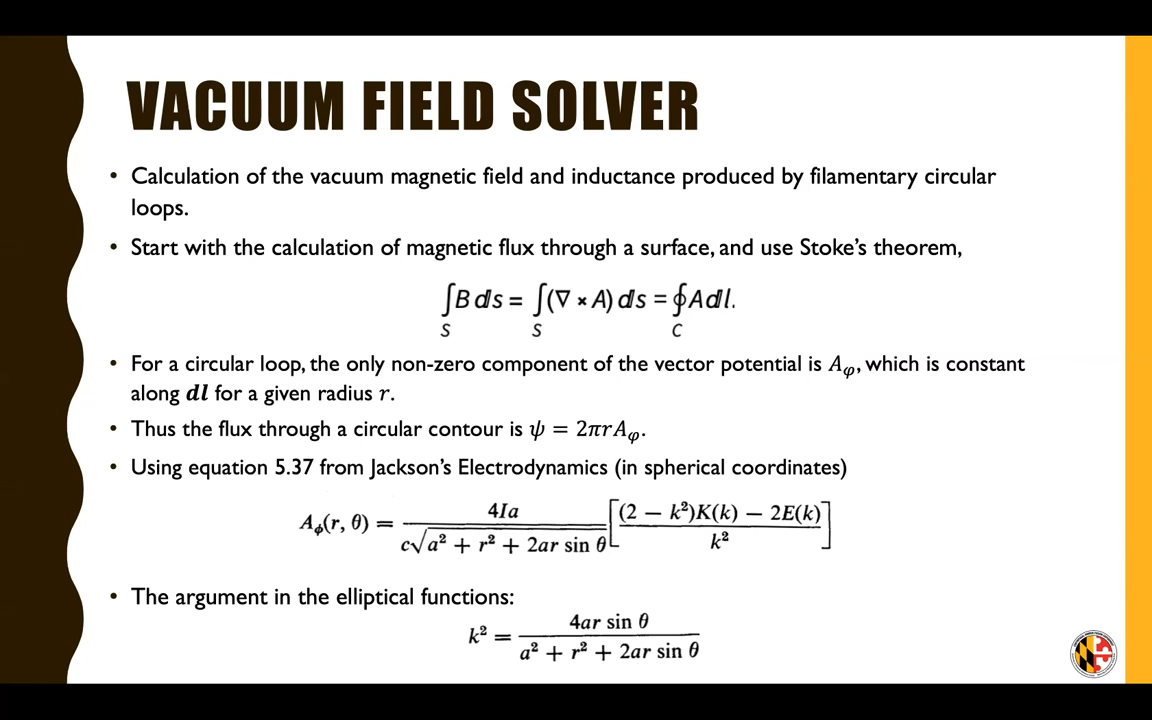 VACUUM FIELD SOLVER
• Calculation of the vacuum magnetic field and inductance produced by filamentary circular
loops.
• Start with the calculation of magnetic flux through a surface, and use Stoke's theorem,
∫_S B ds = ∫_S (∇ × A) ds = ∮_C A dl.
• For a circular loop, the only non-zero component of the vector potential is A_φ, which is constant
along dl for a given radius r.
• Thus the flux through a circular contour is ψ = 2πrA_φ.
• Using equation 5.37 from Jackson's Electrodynamics (in spherical coordinates)
A_ϕ(r, θ) = 4Ia / (c√(a² + r² + 2ar sin θ)) [((2 − k²)K(k) − 2E(k)) / k²]
• The argument in the elliptical functions:
k² = 4ar sin θ / (a² + r² + 2ar sin θ)